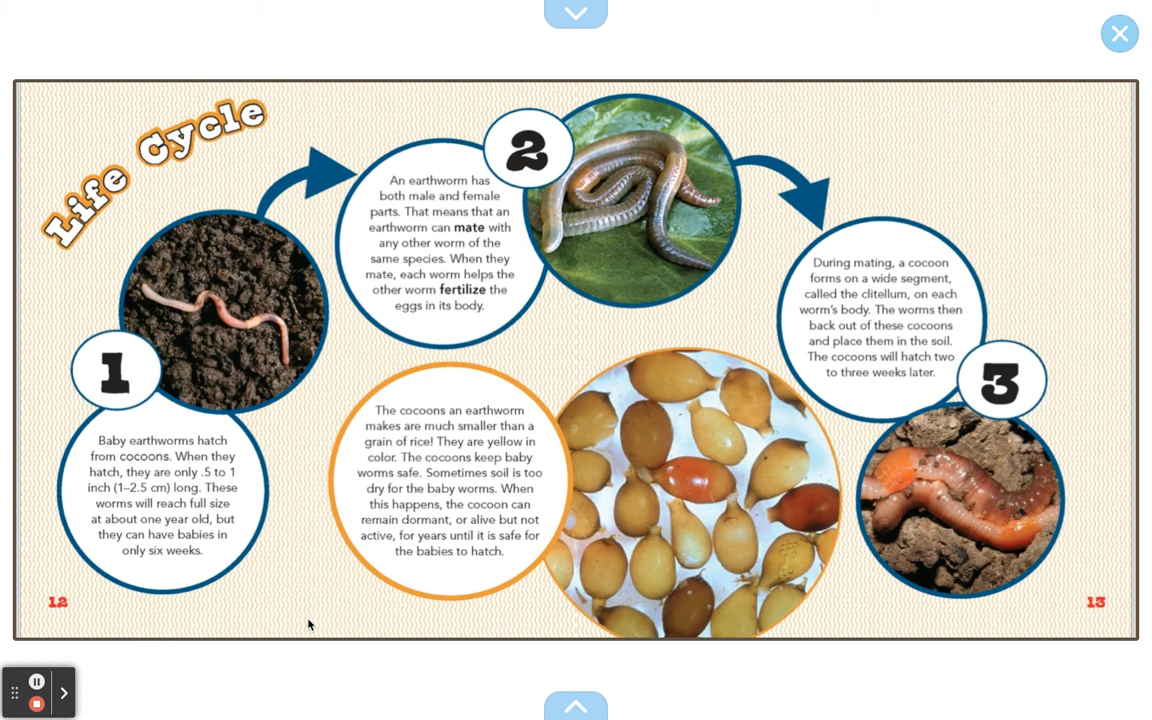 Life Cycle
1
Baby earthworms hatch
from cocoons. When they
hatch, they are only .5 to 1
inch (1–2.5 cm) long. These
worms will reach full size
at about one year old, but
they can have babies in
only six weeks.
2
An earthworm has
both male and female
parts. That means that an
earthworm can mate with
any other worm of the
same species. When they
mate, each worm helps the
other worm fertilize the
eggs in its body.
3
During mating, a cocoon
forms on a wide segment,
called the clitellum, on each
worm's body. The worms then
back out of these cocoons
and place them in the soil.
The cocoons will hatch two
to three weeks later.
The cocoons an earthworm
makes are much smaller than a
grain of rice! They are yellow in
color. The cocoons keep baby
worms safe. Sometimes soil is too
dry for the baby worms. When
this happens, the cocoon can
remain dormant, or alive but not
active, for years until it is safe for
the babies to hatch.
12
13